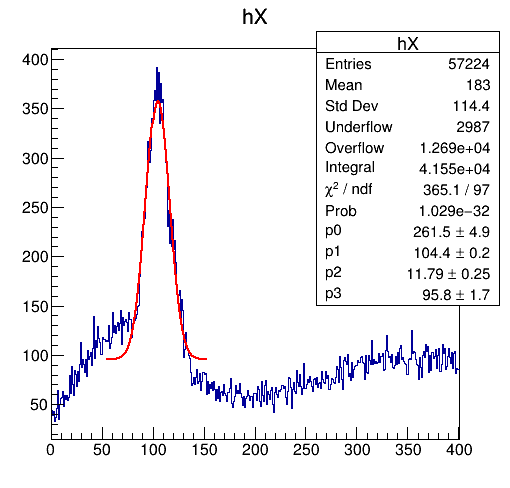 hX
hX
Entries 57224
Mean 183
Std Dev 114.4
Underflow 2987
Overflow 1.269e+04
Integral 4.155e+04
χ² / ndf 365.1 / 97
Prob 1.029e−32
p0 261.5 ± 4.9
p1 104.4 ± 0.2
p2 11.79 ± 0.25
p3 95.8 ± 1.7
400
350
300
250
200
150
100
50
0 50 100 150 200 250 300 350 400